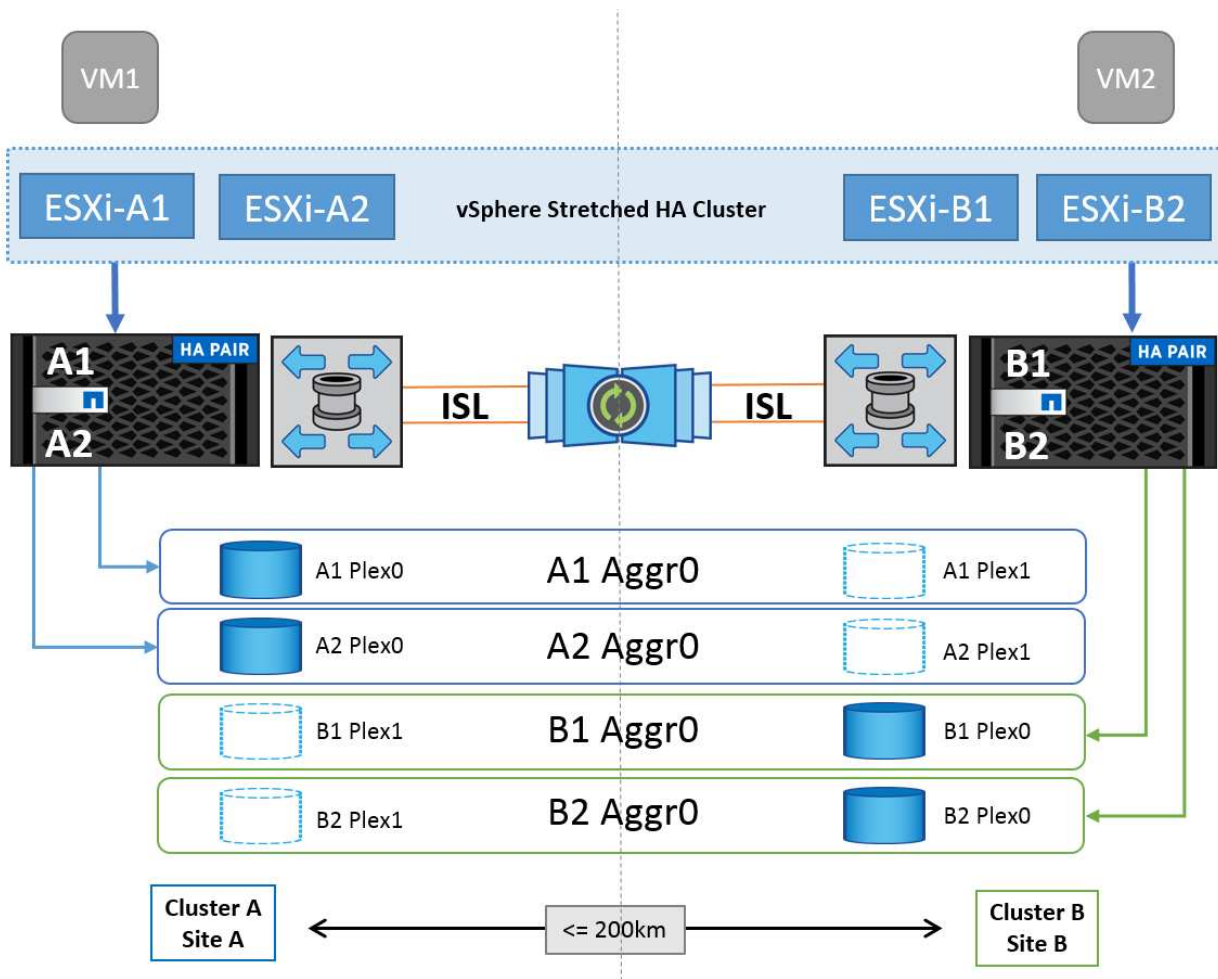 VM1
VM2
ESXi-A1
ESXi-A2
vSphere Stretched HA Cluster
ESXi-B1
ESXi-B2
A1
HA PAIR
A2
ISL
ISL
B1
HA PAIR
B2
A1 Plex0
A1 Aggr0
A1 Plex1
A2 Plex0
A2 Aggr0
A2 Plex1
B1 Plex1
B1 Aggr0
B1 Plex0
B2 Plex1
B2 Aggr0
B2 Plex0
Cluster A
Site A
<= 200km
Cluster B
Site B